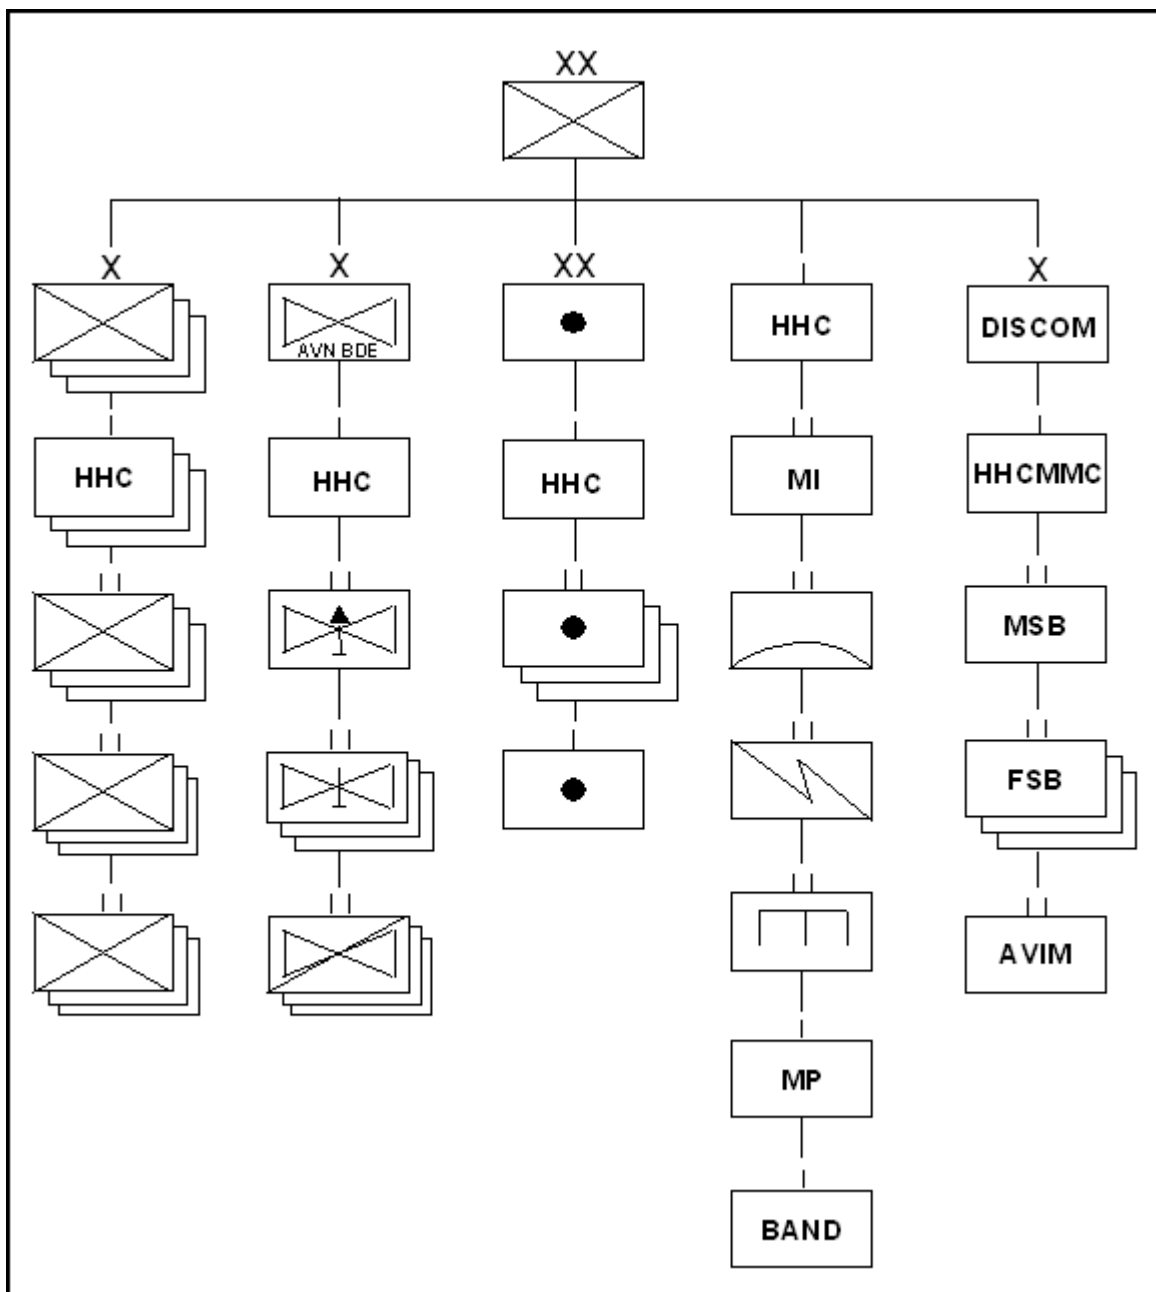 XX
X
X
XX
X
AVN BDE
HHC
DISCOM
HHC
HHC
HHC
MI
HHCMMC
MSB
FSB
AVIM
MP
BAND